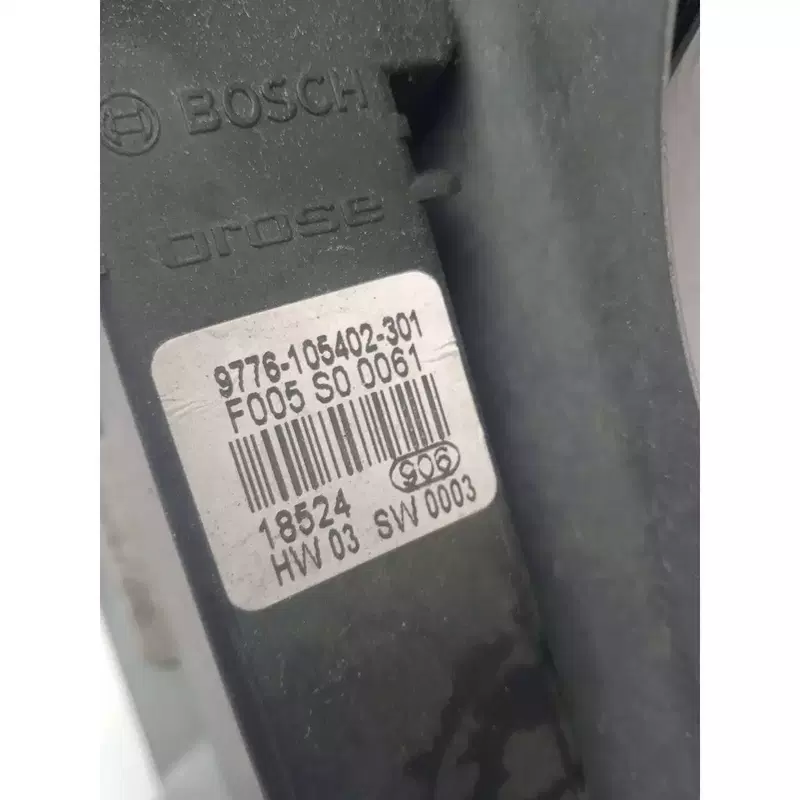 BOSCH
brose
9776-105402-301
F005 S0 0061
18524
906
HW 03 SW 0003